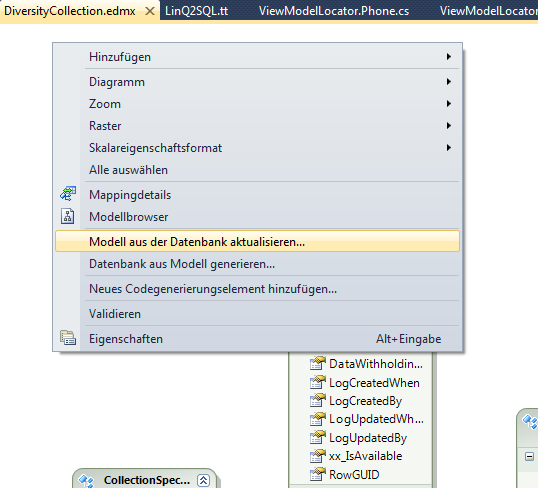 DiversityCollection.edmx LinQ2SQL.tt ViewModelLocator.Phone.cs ViewModelLocator
Hinzufügen
Diagramm
Zoom
Raster
Skalareigenschaftsformat
Alle auswählen
Mappingdetails
Modellbrowser
Modell aus der Datenbank aktualisieren...
Datenbank aus Modell generieren...
Neues Codegenerierungselement hinzufügen...
Validieren
Eigenschaften Alt+Eingabe
DataWithholdin...
LogCreatedWhen
LogCreatedBy
LogUpdatedWh...
LogUpdatedBy
xx_IsAvailable
RowGUID
CollectionSpec...